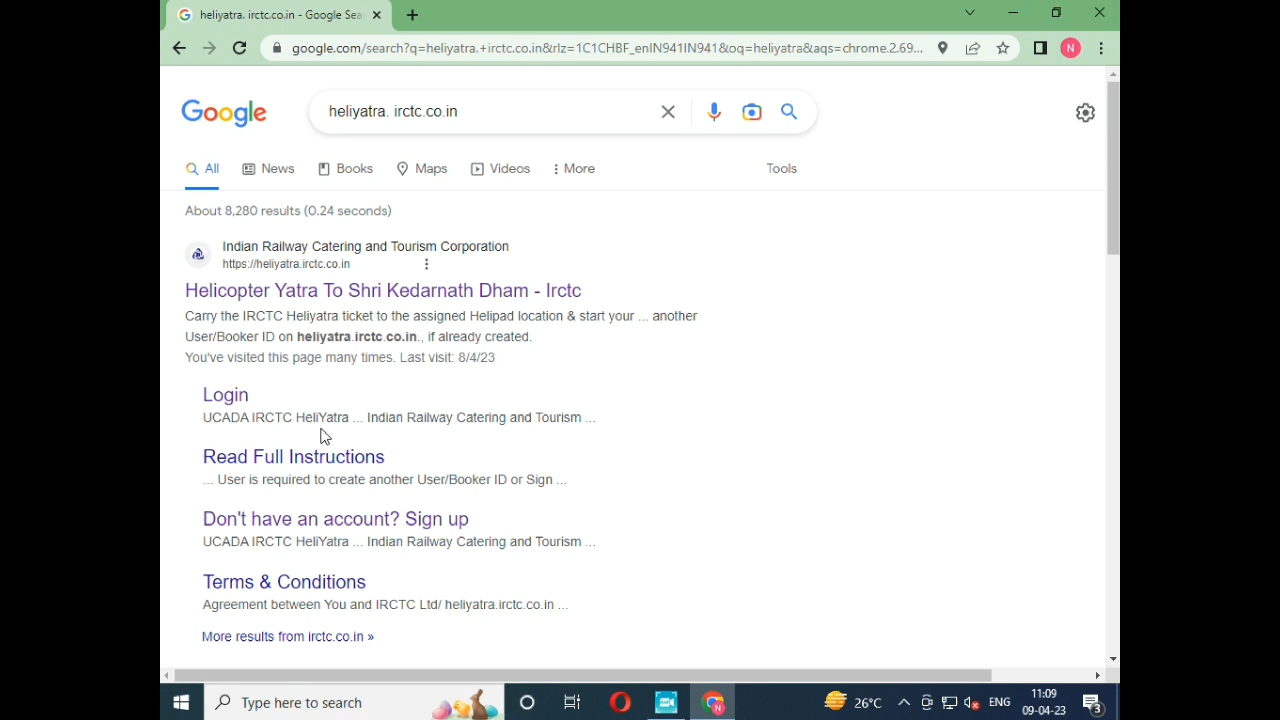 heliyatra. irctc.co.in - Google Sea
google.com/search?q=heliyatra.+irctc.co.in&rlz=1C1CHBF_enIN941IN941&oq=heliyatra&aqs=chrome.2.69...
N
Google
heliyatra. irctc.co.in
All News Books Maps Videos More Tools
About 8,280 results (0.24 seconds)
Indian Railway Catering and Tourism Corporation
https://heliyatra.irctc.co.in
Helicopter Yatra To Shri Kedarnath Dham - Irctc
Carry the IRCTC Heliyatra ticket to the assigned Helipad location & start your ... another
User/Booker ID on heliyatra.irctc.co.in., if already created.
You've visited this page many times. Last visit: 8/4/23
Login
UCADA IRCTC HeliYatra ... Indian Railway Catering and Tourism ...
Read Full Instructions
... User is required to create another User/Booker ID or Sign ...
Don't have an account? Sign up
UCADA IRCTC HeliYatra ... Indian Railway Catering and Tourism ...
Terms & Conditions
Agreement between You and IRCTC Ltd/ heliyatra.irctc.co.in ...
More results from irctc.co.in »
Type here to search
N
26°C
ENG
11:09
09-04-23
3